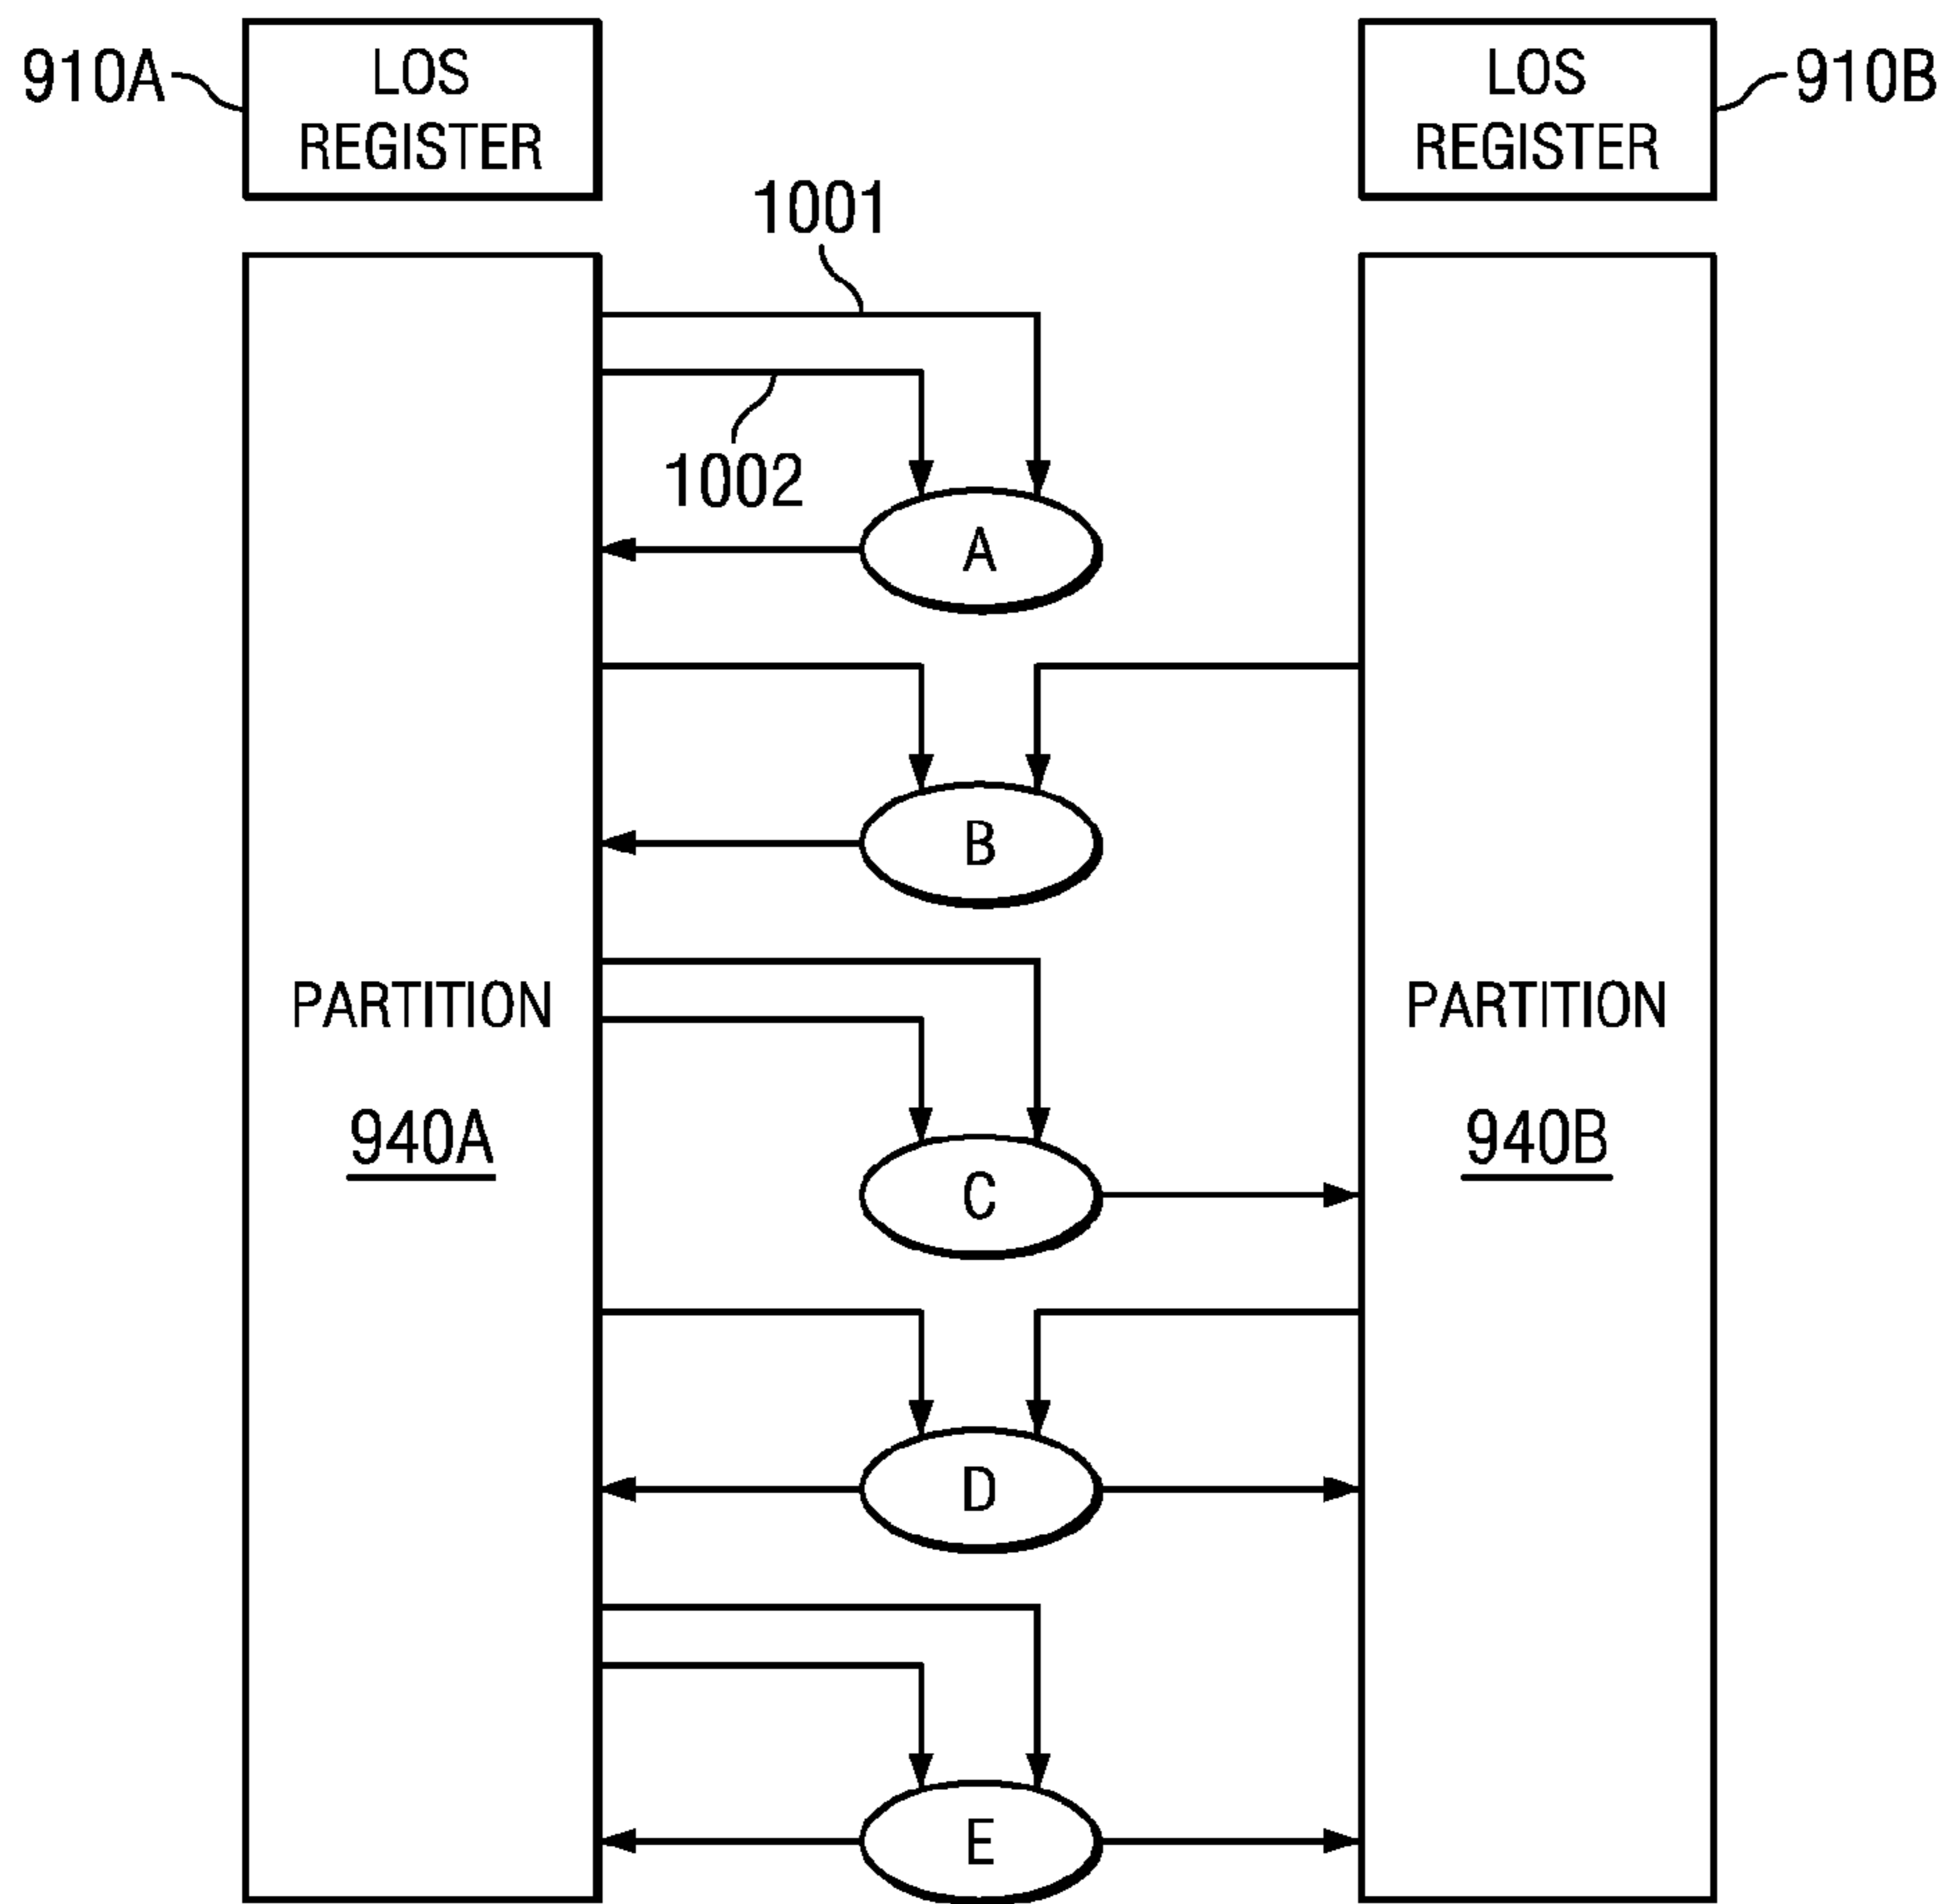 910A
LOS
REGISTER
LOS
REGISTER
910B
1001
1002
A
B
PARTITION
940A
PARTITION
940B
C
D
E